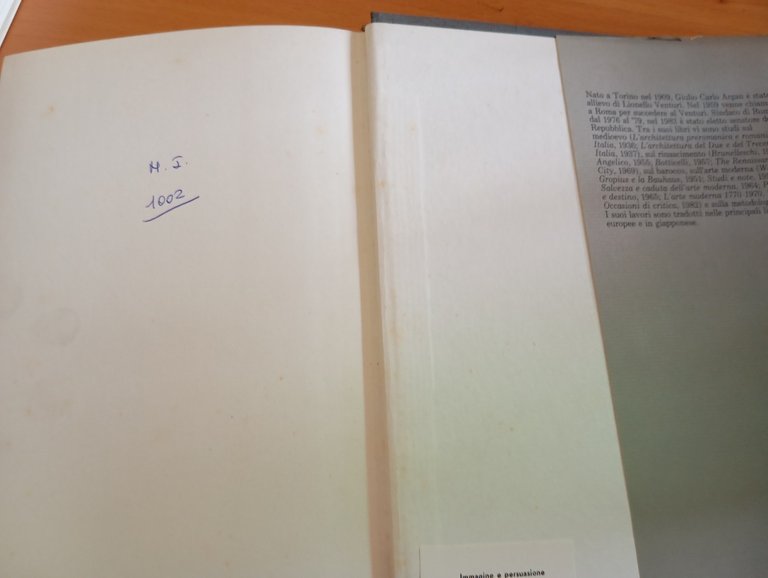 M. I.
1002
Nato a Torino nel 1909, Giulio Carlo Argan è stato
allievo di Lionello Venturi. Nel 1959 venne
a Roma per succedere al Venturi. Sindaco di
dal 1976 al '79, nel 1983 è stato eletto senatore
Repubblica. Tra i suoi libri vi sono studi sul
medioevo (L'architettura preromanica e
Italia, 1936; L'architettura del Due e del
Italia, 1937), sul rinascimento (Brunelleschi,
Angelico, 1955; Botticelli, 1957; The
City, 1969), sul barocco, sull'arte moderna
Gropius e la Bauhaus, 1951; Studi e note,
Salvezza e caduta dell'arte moderna, 1964;
e destino, 1965; L'arte moderna 1770-1970,
Occasioni di critica, 1982) e sulla
I suoi lavori sono tradotti nelle principali
europee e in giapponese.
Immagine e persuasione